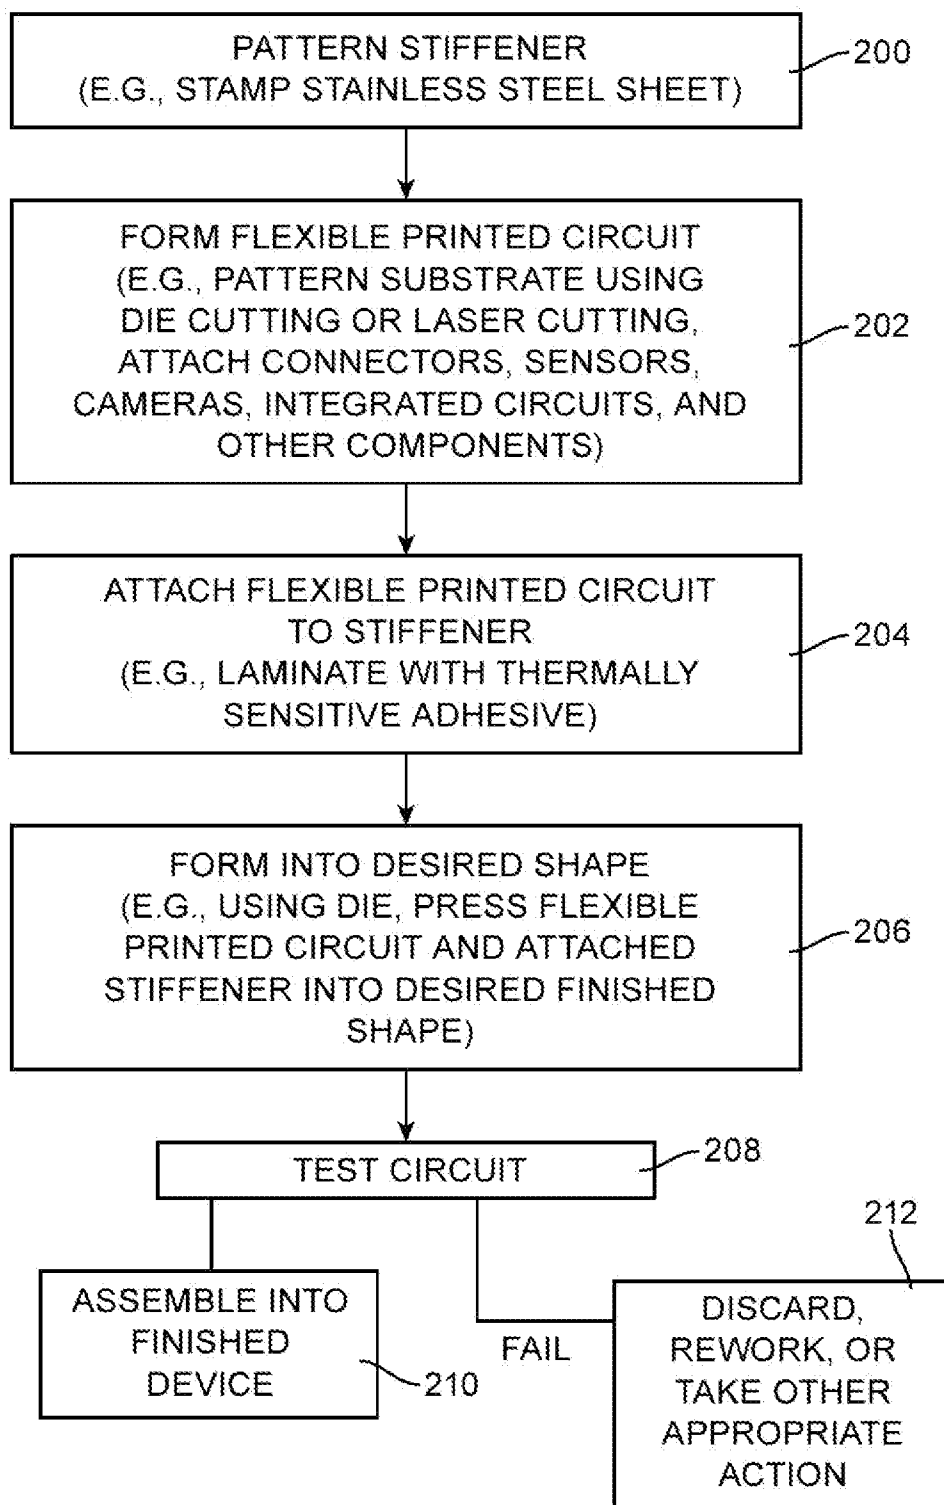 PATTERN STIFFENER
(E.G., STAMP STAINLESS STEEL SHEET)
200
FORM FLEXIBLE PRINTED CIRCUIT
(E.G., PATTERN SUBSTRATE USING
DIE CUTTING OR LASER CUTTING,
ATTACH CONNECTORS, SENSORS,
CAMERAS, INTEGRATED CIRCUITS, AND
OTHER COMPONENTS)
202
ATTACH FLEXIBLE PRINTED CIRCUIT
TO STIFFENER
(E.G., LAMINATE WITH THERMALLY
SENSITIVE ADHESIVE)
204
FORM INTO DESIRED SHAPE
(E.G., USING DIE, PRESS FLEXIBLE
PRINTED CIRCUIT AND ATTACHED
STIFFENER INTO DESIRED FINISHED
SHAPE)
206
TEST CIRCUIT
208
ASSEMBLE INTO
FINISHED
DEVICE
210
FAIL
212
DISCARD,
REWORK, OR
TAKE OTHER
APPROPRIATE
ACTION